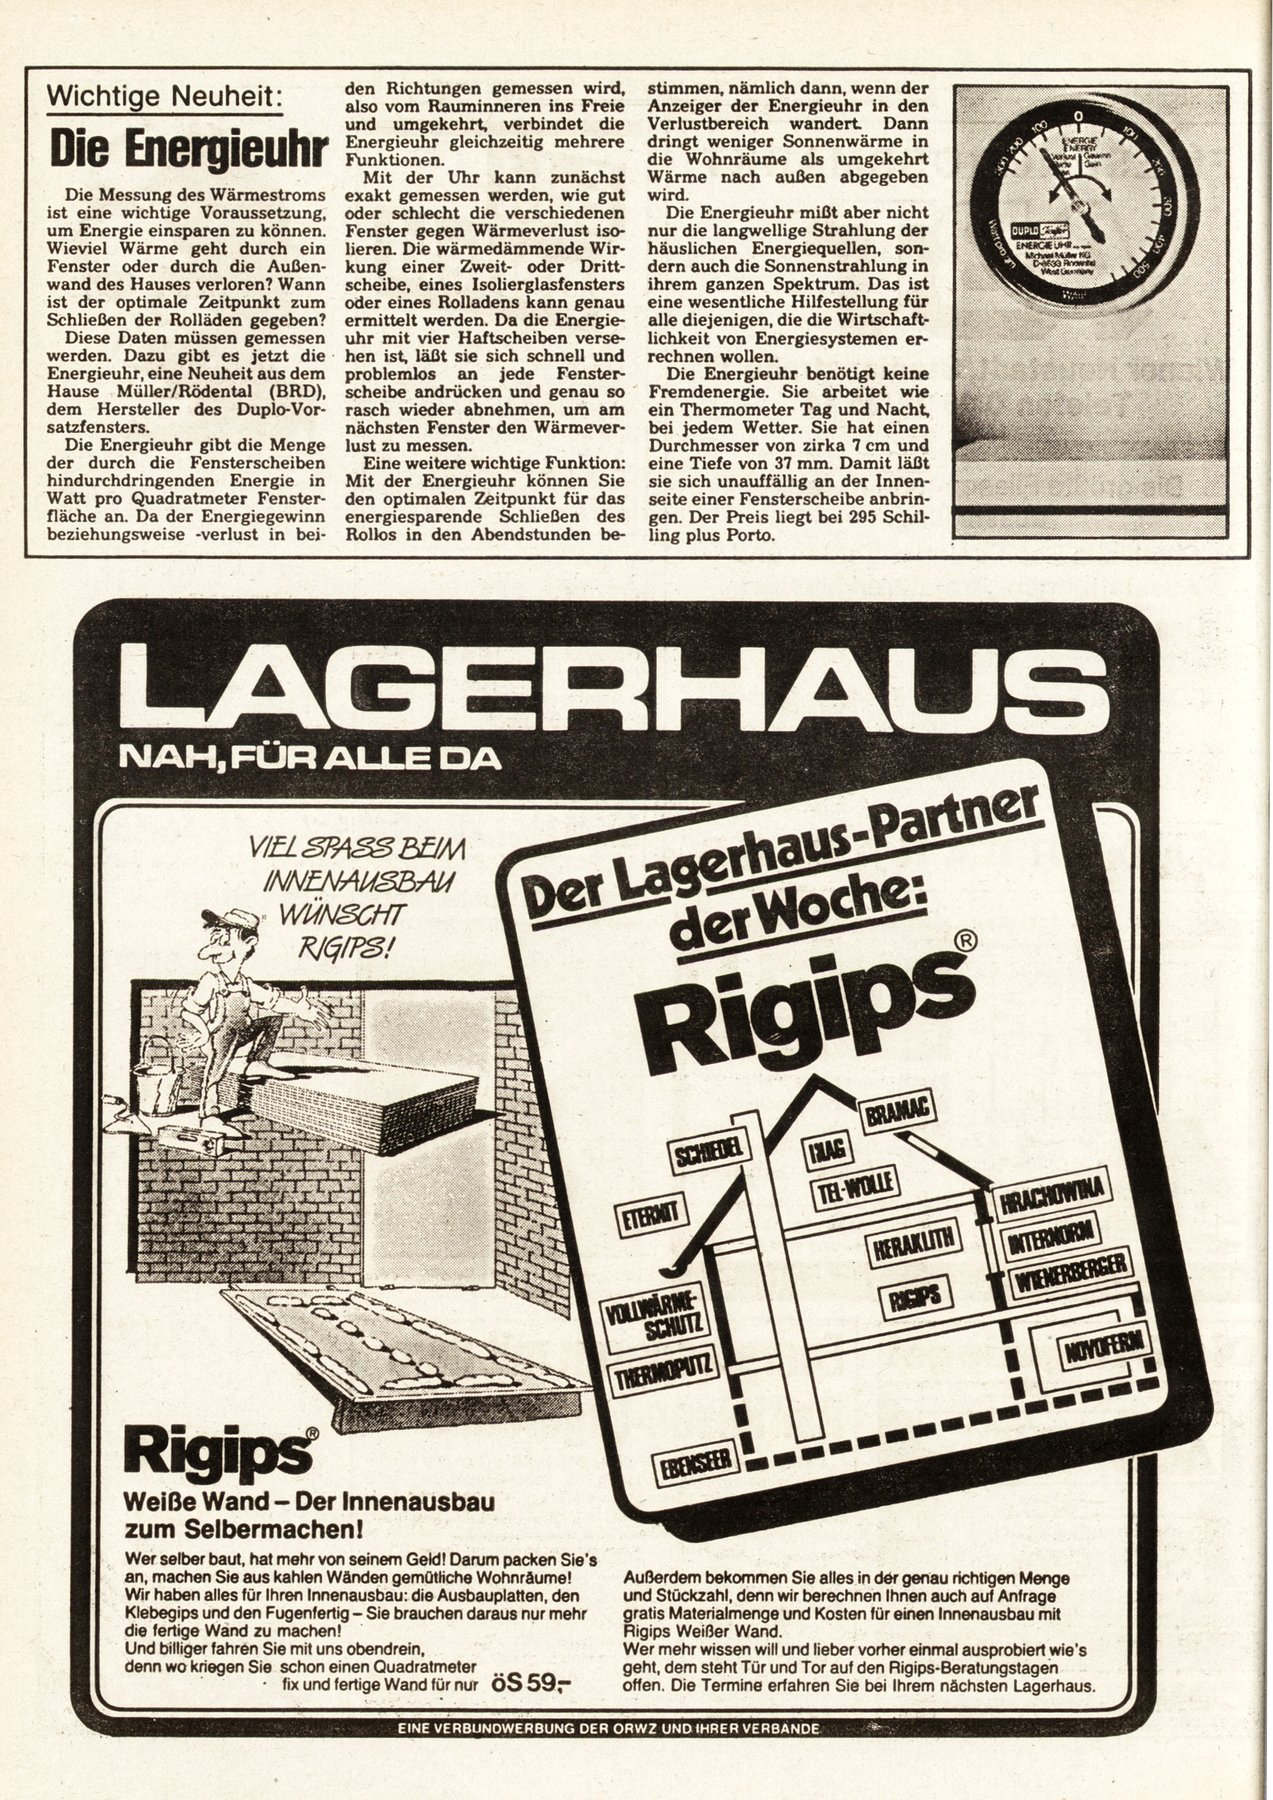 Wichtige Neuheit:
Die Energieuhr
Die Messung des Wärmestroms
ist eine wichtige Voraussetzung,
um Energie einsparen zu können.
Wieviel Wärme geht durch ein
Fenster oder durch die Außen-
wand des Hauses verloren? Wann
ist der optimale Zeitpunkt zum
Schließen der Rolläden gegeben?
Diese Daten müssen gemessen
werden. Dazu gibt es jetzt die
Energieuhr, eine Neuheit aus dem
Hause Müller/Rödental (BRD),
dem Hersteller des Duplo-Vor-
satzfensters.
Die Energieuhr gibt die Menge
der durch die Fensterscheiben
hindurchdringenden Energie in
Watt pro Quadratmeter Fenster-
fläche an. Da der Energiegewinn
beziehungsweise -verlust in bei-
den Richtungen gemessen wird,
also vom Rauminneren ins Freie
und umgekehrt, verbindet die
Energieuhr gleichzeitig mehrere
Funktionen.
Mit der Uhr kann zunächst
exakt gemessen werden, wie gut
oder schlecht die verschiedenen
Fenster gegen Wärmeverlust iso-
lieren. Die wärmedämmende Wir-
kung einer Zweit- oder Dritt-
scheibe, eines Isolierglasfensters
oder eines Rolladens kann genau
ermittelt werden. Da die Energie-
uhr mit vier Haftscheiben verse-
hen ist, läßt sie sich schnell und
problemlos an jede Fenster-
scheibe andrücken und genau so
rasch wieder abnehmen, um am
nächsten Fenster den Wärmever-
lust zu messen.
Eine weitere wichtige Funktion:
Mit der Energieuhr können Sie
den optimalen Zeitpunkt für das
energiesparende Schließen des
Rollos in den Abendstunden be-
stimmen, nämlich dann, wenn der
Anzeiger der Energieuhr in den
Verlustbereich wandert. Dann
dringt weniger Sonnenwärme in
die Wohnräume als umgekehrt
Wärme nach außen abgegeben
wird.
Die Energieuhr mißt aber nicht
nur die langwellige Strahlung der
häuslichen Energiequellen, son-
dern auch die Sonnenstrahlung in
ihrem ganzen Spektrum. Das ist
eine wesentliche Hilfestellung für
alle diejenigen, die die Wirtschaft-
lichkeit von Energiesystemen er-
rechnen wollen.
Die Energieuhr benötigt keine
Fremdenergie. Sie arbeitet wie
ein Thermometer Tag und Nacht,
bei jedem Wetter. Sie hat einen
Durchmesser von zirka 7 cm und
eine Tiefe von 37 mm. Damit läßt
sie sich unauffällig an der Innen-
seite einer Fensterscheibe anbrin-
gen. Der Preis liegt bei 295 Schil-
ling plus Porto.
300 200 100 0 100 200 300 400 500
ENERGIE
ENERGY
Verlust Gewinn
Gain
DUPLO
ENERGIE UHR
Michael Müller KG
D-8633 Rödental
West Germany
LAGERHAUS
NAH, FÜR ALLE DA
VIEL SPASS BEIM
INNENAUSBAU
WÜNSCHT
RIGIPS!
Der Lagerhaus-Partner
der Woche:
Rigips®
BRAMAC
SCHIEDEL
TEL-WOLLE
ETERNIT
HRACHOWINA
HERAKLITH
INTERNORM
WIENERBERGER
RIGIPS
VOLLWÄRME-
SCHUTZ
NOVOFERM
THERMOPUTZ
EBENSEER
Rigips®
Weiße Wand – Der Innenausbau
zum Selbermachen!
Wer selber baut, hat mehr von seinem Geld! Darum packen Sie's
an, machen Sie aus kahlen Wänden gemütliche Wohnräume!
Wir haben alles für Ihren Innenausbau: die Ausbauplatten, den
Klebegips und den Fugenfertig – Sie brauchen daraus nur mehr
die fertige Wand zu machen!
Und billiger fahren Sie mit uns obendrein,
denn wo kriegen Sie schon einen Quadratmeter
fix und fertige Wand für nur öS 59,–
Außerdem bekommen Sie alles in der genau richtigen Menge
und Stückzahl, denn wir berechnen Ihnen auch auf Anfrage
gratis Materialmenge und Kosten für einen Innenausbau mit
Rigips Weißer Wand.
Wer mehr wissen will und lieber vorher einmal ausprobiert wie's
geht, dem steht Tür und Tor auf den Rigips-Beratungstagen
offen. Die Termine erfahren Sie bei Ihrem nächsten Lagerhaus.
EINE VERBUNDWERBUNG DER ORWZ UND IHRER VERBÄNDE